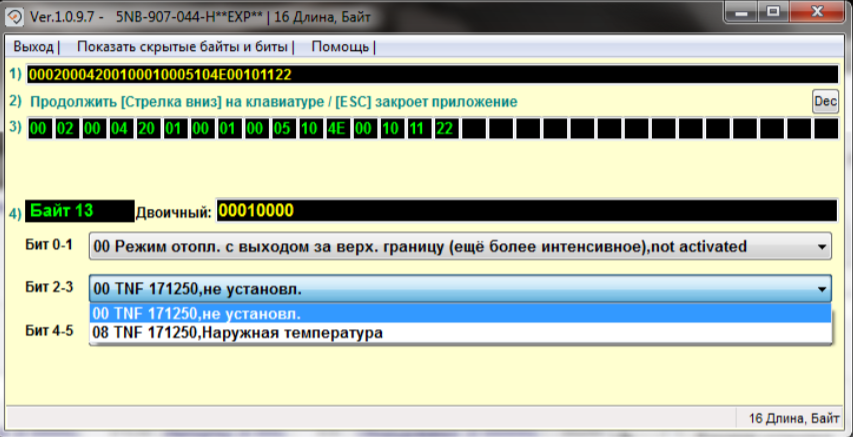 Ver.1.0.9.7 - 5NB-907-044-H**EXP** | 16 Длина, Байт
Выход | Показать скрытые байты и биты | Помощь |
1) 00020004200100010005104E00101122
2) Продолжить [Стрелка вниз] на клавиатуре / [ESC] закроет приложение Dec
3) 00 02 00 04 20 01 00 01 00 05 10 4E 00 10 11 22
4) Байт 13 Двоичный: 00010000
Бит 0-1 00 Режим отопл. с выходом за верх. границу (ещё более интенсивное),not activated
Бит 2-3 00 TNF 171250,не установл.
00 TNF 171250,не установл.
Бит 4-5 08 TNF 171250,Наружная температура
16 Длина, Байт